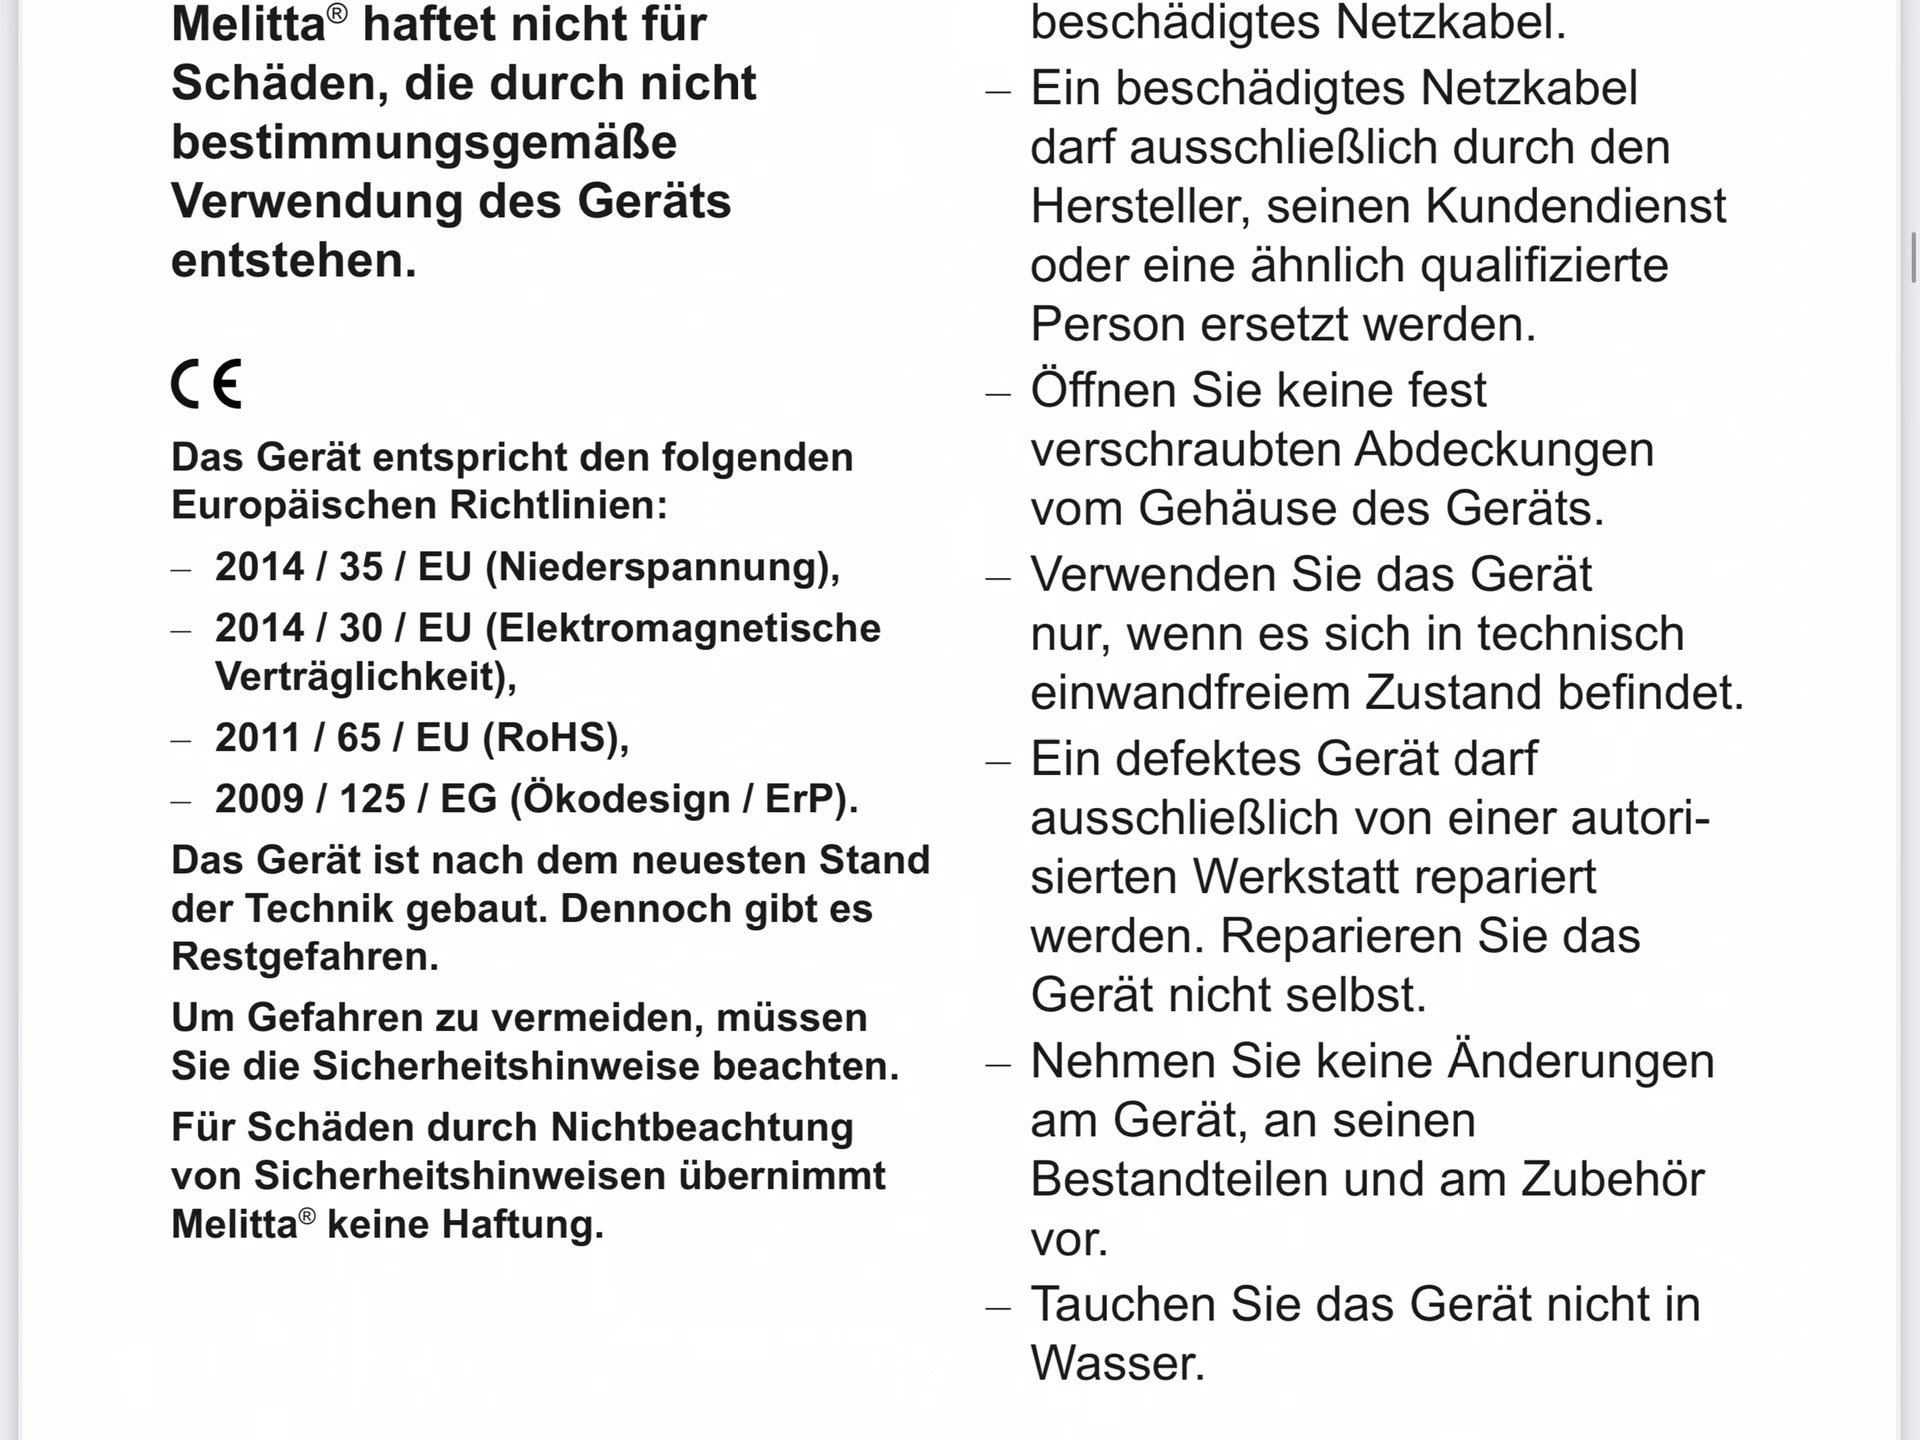 Melitta® haftet nicht für
Schäden, die durch nicht
bestimmungsgemäße
Verwendung des Geräts
entstehen.
CE
Das Gerät entspricht den folgenden
Europäischen Richtlinien:
– 2014 / 35 / EU (Niederspannung),
– 2014 / 30 / EU (Elektromagnetische
Verträglichkeit),
– 2011 / 65 / EU (RoHS),
– 2009 / 125 / EG (Ökodesign / ErP).
Das Gerät ist nach dem neuesten Stand
der Technik gebaut. Dennoch gibt es
Restgefahren.
Um Gefahren zu vermeiden, müssen
Sie die Sicherheitshinweise beachten.
Für Schäden durch Nichtbeachtung
von Sicherheitshinweisen übernimmt
Melitta® keine Haftung.
beschädigtes Netzkabel.
– Ein beschädigtes Netzkabel
darf ausschließlich durch den
Hersteller, seinen Kundendienst
oder eine ähnlich qualifizierte
Person ersetzt werden.
– Öffnen Sie keine fest
verschraubten Abdeckungen
vom Gehäuse des Geräts.
– Verwenden Sie das Gerät
nur, wenn es sich in technisch
einwandfreiem Zustand befindet.
– Ein defektes Gerät darf
ausschließlich von einer autori-
sierten Werkstatt repariert
werden. Reparieren Sie das
Gerät nicht selbst.
– Nehmen Sie keine Änderungen
am Gerät, an seinen
Bestandteilen und am Zubehör
vor.
– Tauchen Sie das Gerät nicht in
Wasser.